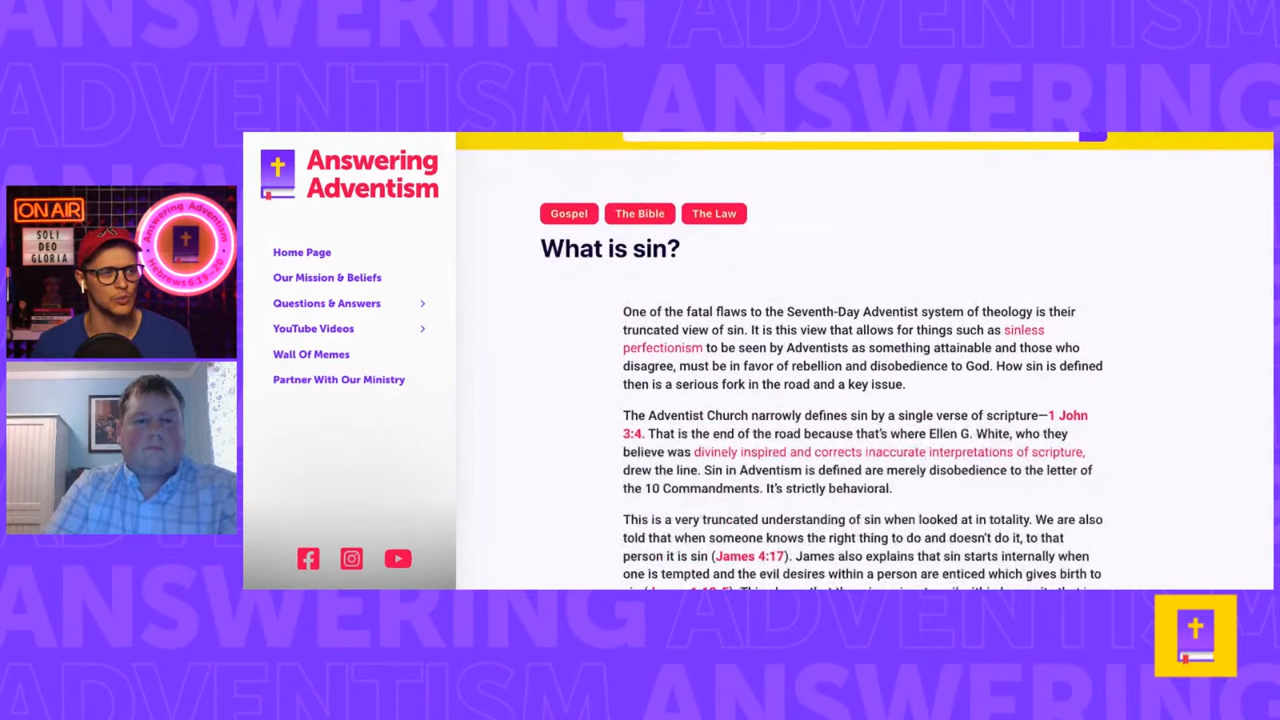 ANSWERING
ADVENTISM
ADVENTISM
ANSWERING
Answering
Adventism
Home Page
Our Mission & Beliefs
Questions & Answers
YouTube Videos
Wall Of Memes
Partner With Our Ministry
ON AIR
SOLI
DEO
GLORIA
Answering Adventism
Hebrews 6:19-20
Gospel
The Bible
The Law
What is sin?
One of the fatal flaws to the Seventh-Day Adventist system of theology is their
truncated view of sin. It is this view that allows for things such as sinless
perfectionism to be seen by Adventists as something attainable and those who
disagree, must be in favor of rebellion and disobedience to God. How sin is defined
then is a serious fork in the road and a key issue.
The Adventist Church narrowly defines sin by a single verse of scripture—1 John
3:4. That is the end of the road because that's where Ellen G. White, who they
believe was divinely inspired and corrects inaccurate interpretations of scripture,
drew the line. Sin in Adventism is defined are merely disobedience to the letter of
the 10 Commandments. It's strictly behavioral.
This is a very truncated understanding of sin when looked at in totality. We are also
told that when someone knows the right thing to do and doesn't do it, to that
person it is sin (James 4:17). James also explains that sin starts internally when
one is tempted and the evil desires within a person are enticed which gives birth to
ANSWERING
ADVENTISM
ADVENTISM
ANSWERING